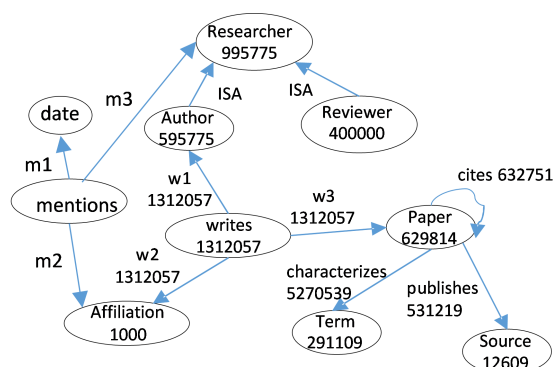 Researcher
995775
m3
ISA
ISA
date
Author
595775
Reviewer
400000
m1
cites 632751
w1
1312057
w3
1312057
mentions
writes
1312057
Paper
629814
m2
w2
1312057
characterizes
5270539
publishes
531219
Affiliation
1000
Term
291109
Source
12609